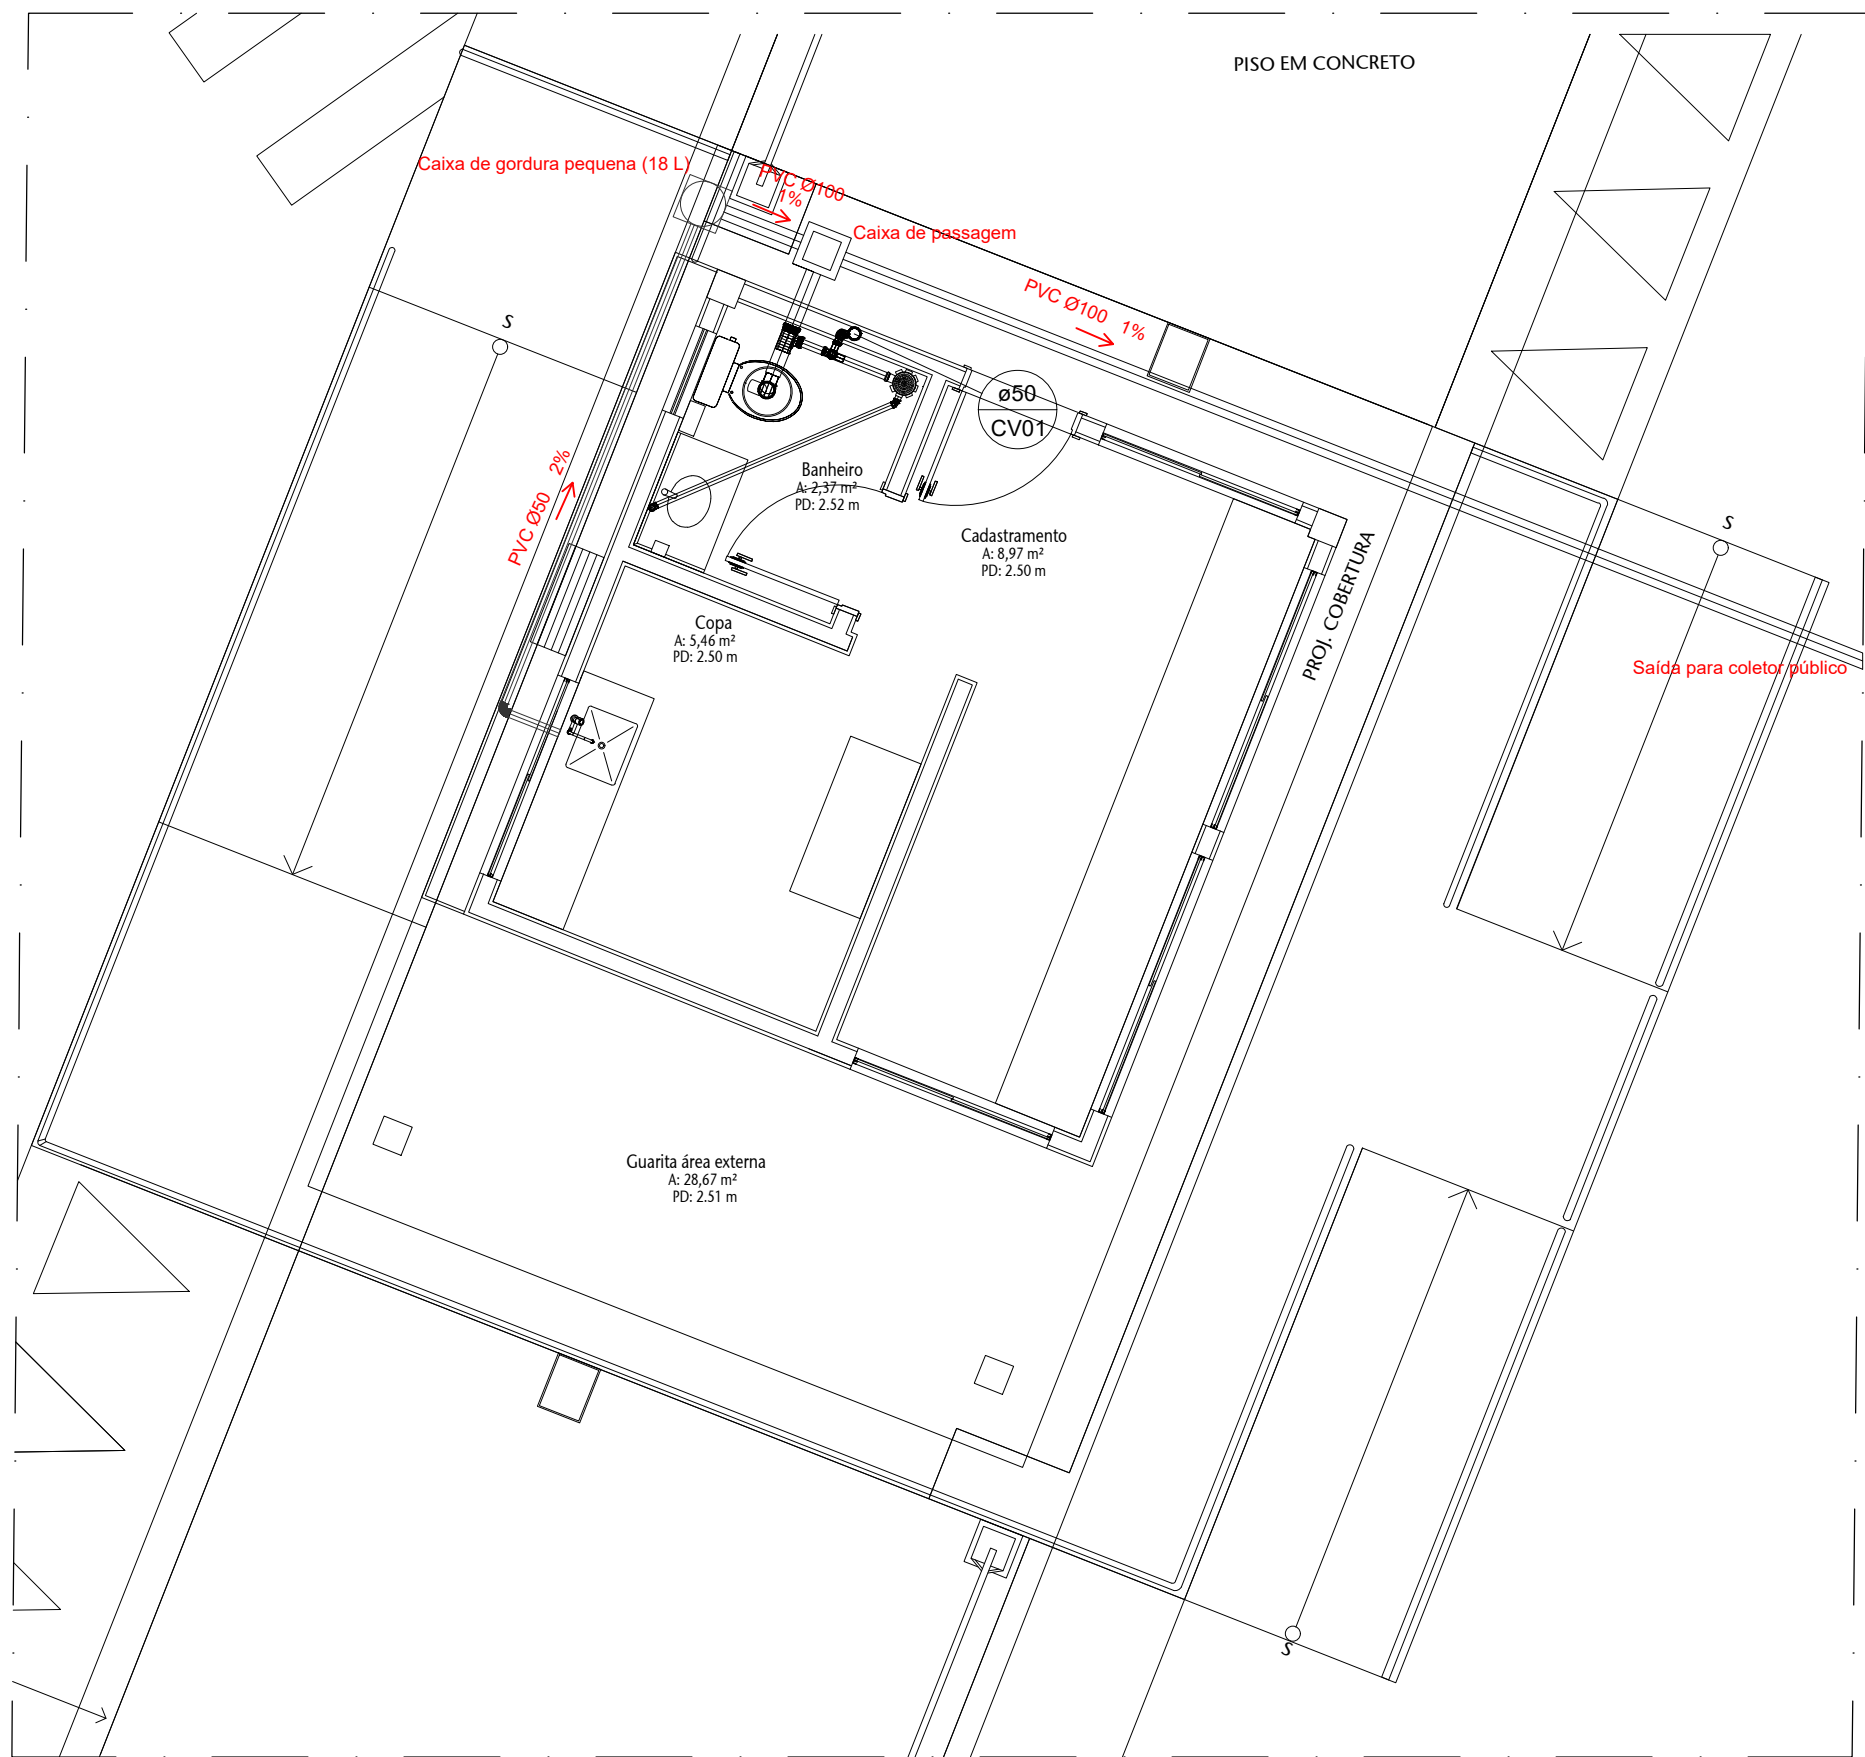 PISO EM CONCRETO
Caixa de gordura pequena (18 L)
PVC Ø100
1%
Caixa de passagem
PVC Ø100 1%
S
ø50
CV01
PVC Ø50 2%
Banheiro
A: 2,37 m²
PD: 2.52 m
Cadastramento
A: 8,97 m²
PD: 2.50 m
S
PROJ. COBERTURA
Copa
A: 5,46 m²
PD: 2.50 m
Saída para coletor público
Guarita área externa
A: 28,67 m²
PD: 2.51 m
S